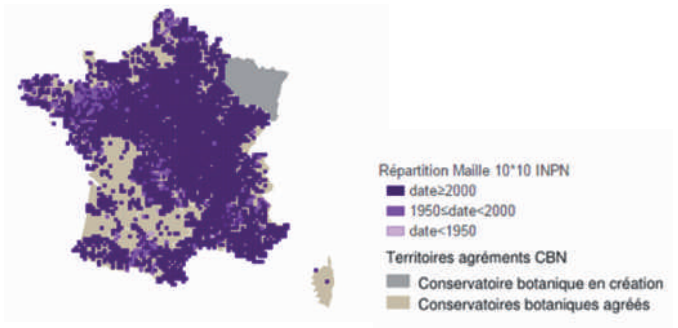 Répartition Maille 10*10 INPN
date≥2000
1950≤date<2000
date<1950
Territoires agréments CBN
Conservatoire botanique en création
Conservatoires botaniques agréés